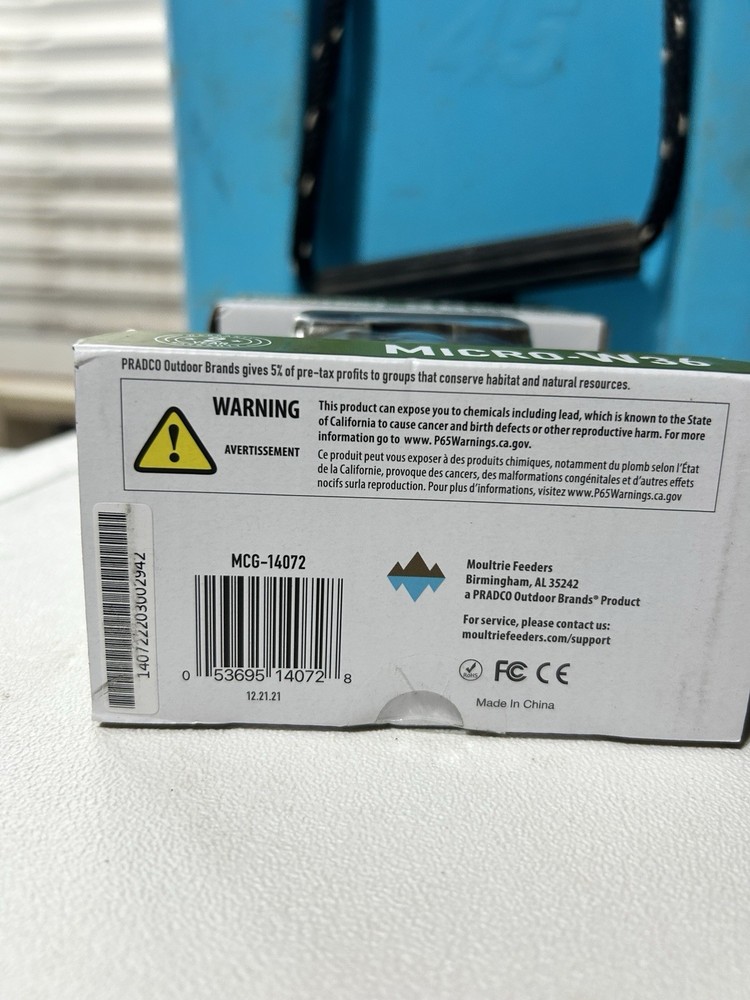 45
MICRO-W36
PRADCO Outdoor Brands gives 5% of pre-tax profits to groups that conserve habitat and natural resources.
WARNING
AVERTISSEMENT
This product can expose you to chemicals including lead, which is known to the State
of California to cause cancer and birth defects or other reproductive harm. For more
information go to www.P65Warnings.ca.gov.
Ce produit peut vous exposer à des produits chimiques, notamment du plomb selon l'État
de la Californie, provoque des cancers, des malformations congénitales et d'autres effets
nocifs surla reproduction. Pour plus d'informations, visitez www.P65Warnings.ca.gov
140722203002942
MCG-14072
0 53695 14072 8
12.21.21
Moultrie Feeders
Birmingham, AL 35242
a PRADCO Outdoor Brands® Product
For service, please contact us:
moultriefeeders.com/support
RoHS FC CE
Made In China